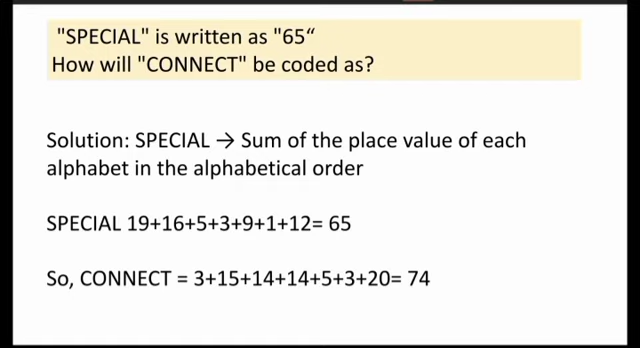 "SPECIAL" is written as "65“
How will "CONNECT" be coded as?
Solution: SPECIAL → Sum of the place value of each
alphabet in the alphabetical order
SPECIAL 19+16+5+3+9+1+12= 65
So, CONNECT = 3+15+14+14+5+3+20= 74